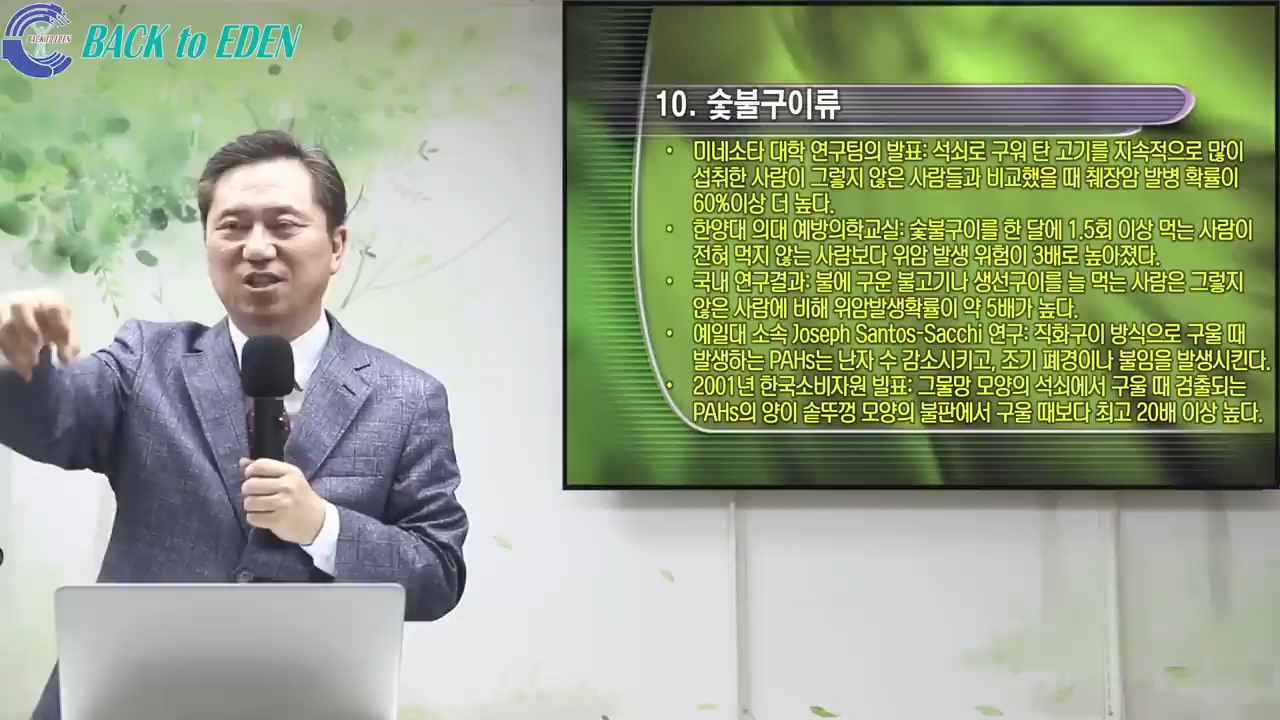 BACK to EDEN
10. 숯불구이류
• 미네소타 대학 연구팀의 발표: 석쇠로 구워 탄 고기를 지속적으로 많이
섭취한 사람이 그렇지 않은 사람들과 비교했을 때 췌장암 발병 확률이
60%이상 더 높다.
• 한양대 의대 예방의학교실: 숯불구이를 한 달에 1.5회 이상 먹는 사람이
전혀 먹지 않는 사람보다 위암 발생 위험이 3배로 높아졌다.
• 국내 연구결과: 불에 구운 불고기나 생선구이를 늘 먹는 사람은 그렇지
않은 사람에 비해 위암발생확률이 약 5배가 높다.
• 예일대 소속 Joseph Santos-Sacchi 연구: 직화구이 방식으로 구울 때
발생하는 PAHs는 난자 수 감소시키고, 조기 폐경이나 불임을 발생시킨다.
• 2001년 한국소비자원 발표: 그물망 모양의 석쇠에서 구울 때 검출되는
PAHs의 양이 솥뚜껑 모양의 불판에서 구울 때보다 최고 20배 이상 높다.